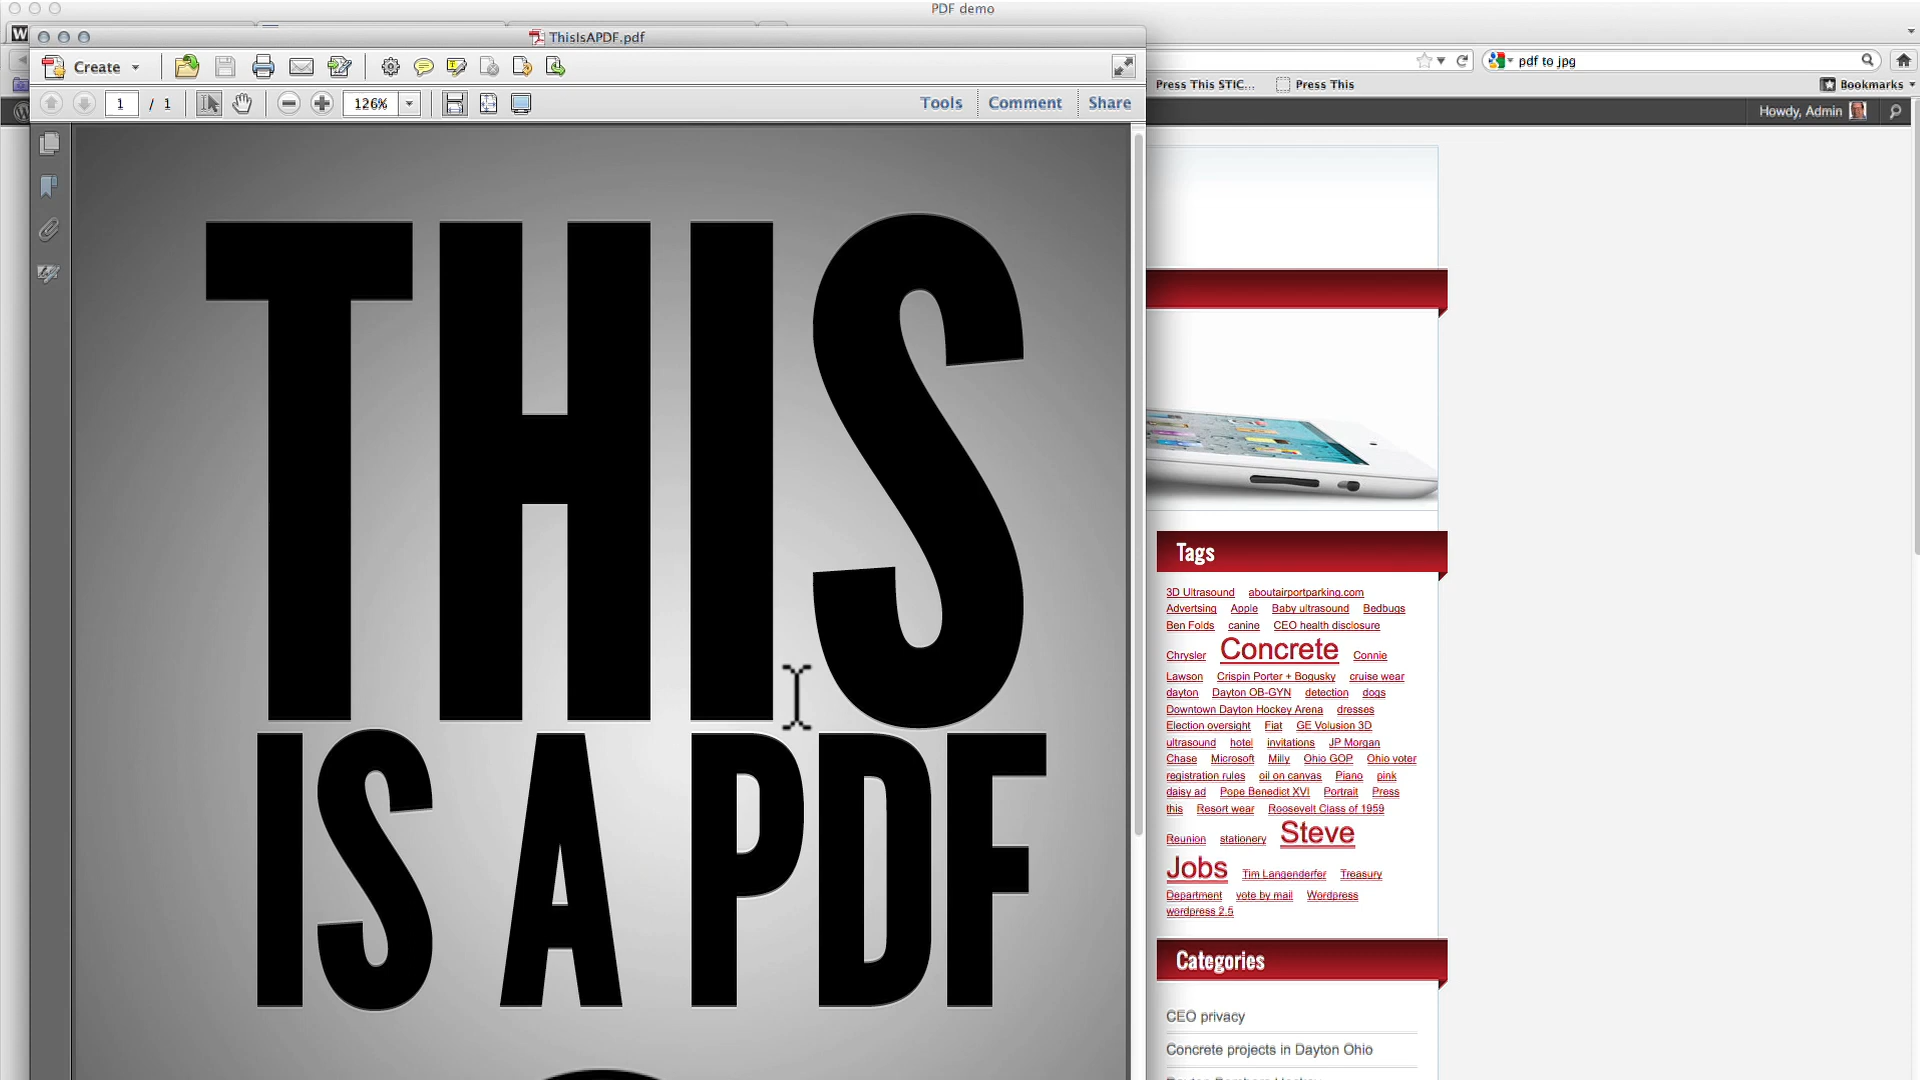 PDF demo
W
ThisIsAPDF.pdf
Create
pdf to jpg
Press This STIC...
Press This
Bookmarks
1 / 1
126%
Tools
Comment
Share
Howdy, Admin
THIS
IS A PDF
Tags
3D Ultrasound aboutairportparking.com
Advertsing Apple Baby ultrasound Bedbugs
Ben Folds canine CEO health disclosure
Chrysler Concrete Connie
Lawson Crispin Porter + Bogusky cruise wear
dayton Dayton OB-GYN detection dogs
Downtown Dayton Hockey Arena dresses
Election oversight Fiat GE Volusion 3D
ultrasound hotel invitations JP Morgan
Chase Microsoft Milly Ohio GOP Ohio voter
registration rules oil on canvas Piano pink
daisy ad Pope Benedict XVI Portrait Press
this Resort wear Roosevelt Class of 1959
Reunion stationery Steve
Jobs Tim Langenderfer Treasury
Department vote by mail Wordpress
wordpress 2.5
Categories
CEO privacy
Concrete projects in Dayton Ohio